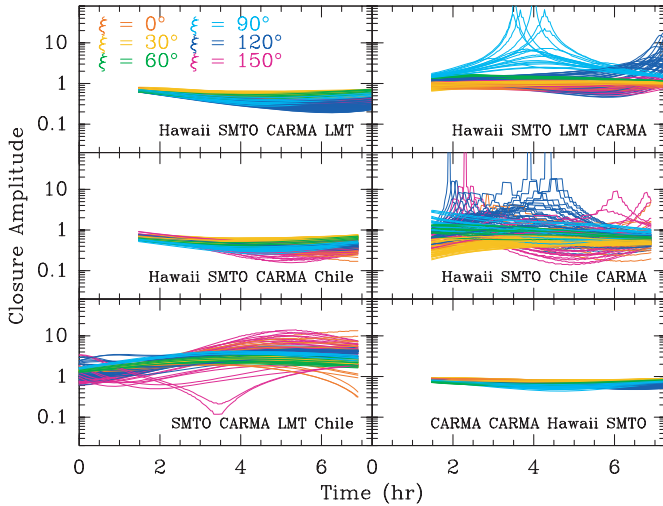 ξ = 0° ξ = 90°
ξ = 30° ξ = 120°
ξ = 60° ξ = 150°
10
1
0.1
Hawaii SMTO CARMA LMT
Hawaii SMTO LMT CARMA
Closure Amplitude
10
1
0.1
Hawaii SMTO CARMA Chile
Hawaii SMTO Chile CARMA
10
1
0.1
SMTO CARMA LMT Chile
CARMA CARMA Hawaii SMTO
0 2 4 6 0 2 4 6
Time (hr)